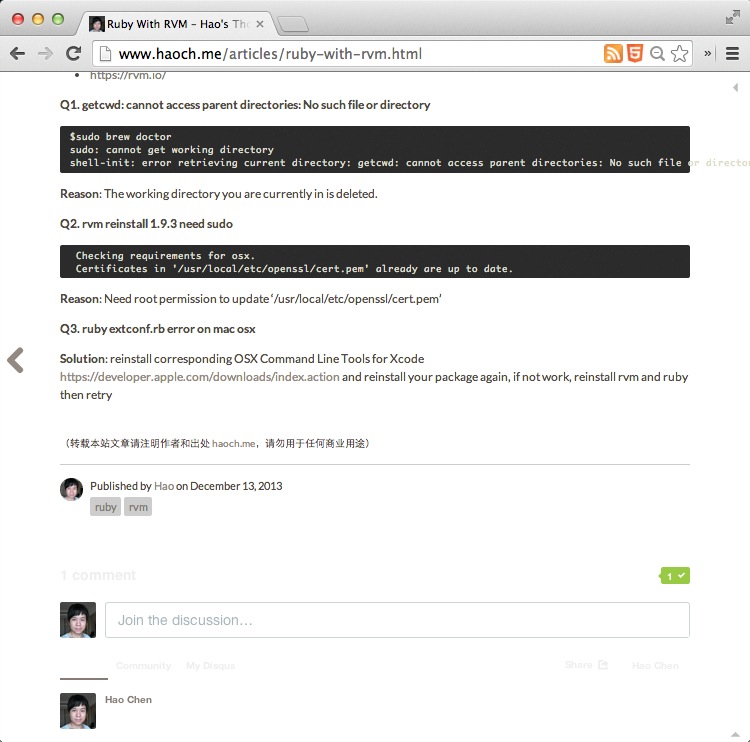 Ruby With RVM – Hao's Tho
www.haoch.me/articles/ruby-with-rvm.html
https://rvm.io/
Q1. getcwd: cannot access parent directories: No such file or directory
$sudo brew doctor
sudo: cannot get working directory
shell-init: error retrieving current directory: getcwd: cannot access parent directories: No such file or director
Reason: The working directory you are currently in is deleted.
Q2. rvm reinstall 1.9.3 need sudo
Checking requirements for osx.
Certificates in '/usr/local/etc/openssl/cert.pem' already are up to date.
Reason: Need root permission to update ‘/usr/local/etc/openssl/cert.pem’
Q3. ruby extconf.rb error on mac osx
Solution: reinstall corresponding OSX Command Line Tools for Xcode
https://developer.apple.com/downloads/index.action and reinstall your package again, if not work, reinstall rvm and ruby
then retry
（转载本站文章请注明作者和出处 haoch.me，请勿用于任何商业用途）
Published by Hao on December 13, 2013
ruby rvm
1 comment
1
Join the discussion…
Community My Disqus Share Hao Chen
Hao Chen